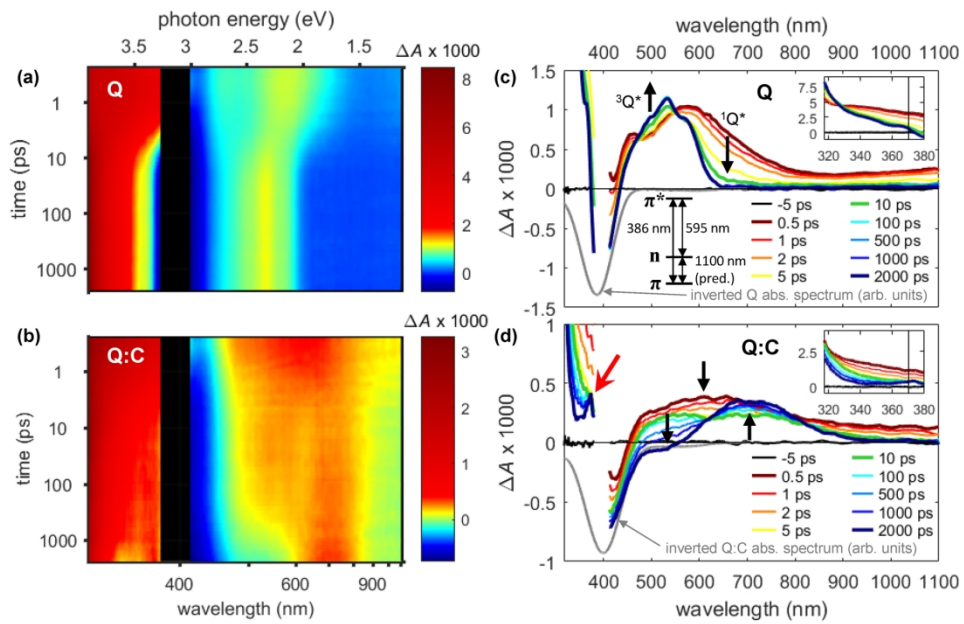 photon energy (eV)
3.5 3 2.5 2 1.5
ΔA x 1000
(a)
Q
time (ps)
1
10
100
1000
8
6
4
2
0
(b)
Q:C
ΔA x 1000
time (ps)
1
10
100
1000
3
2
1
0
400 600 900
wavelength (nm)
wavelength (nm)
400 500 600 700 800 900 1000 1100
(c)
Q
ΔA x 1000
1.5
1
0.5
0
-0.5
-1
-1.5
³Q*
¹Q*
7.5
5
2.5
0
320 340 360 380
π*
386 nm
595 nm
n
1100 nm
(pred.)
π
-5 ps
0.5 ps
1 ps
2 ps
5 ps
10 ps
100 ps
500 ps
1000 ps
2000 ps
inverted Q abs. spectrum (arb. units)
(d)
Q:C
ΔA x 1000
1
0.5
0
-0.5
-1
2.5
0
320 340 360 380
-5 ps
0.5 ps
1 ps
2 ps
5 ps
10 ps
100 ps
500 ps
1000 ps
2000 ps
inverted Q:C abs. spectrum (arb. units)
400 500 600 700 800 900 1000 1100
wavelength (nm)